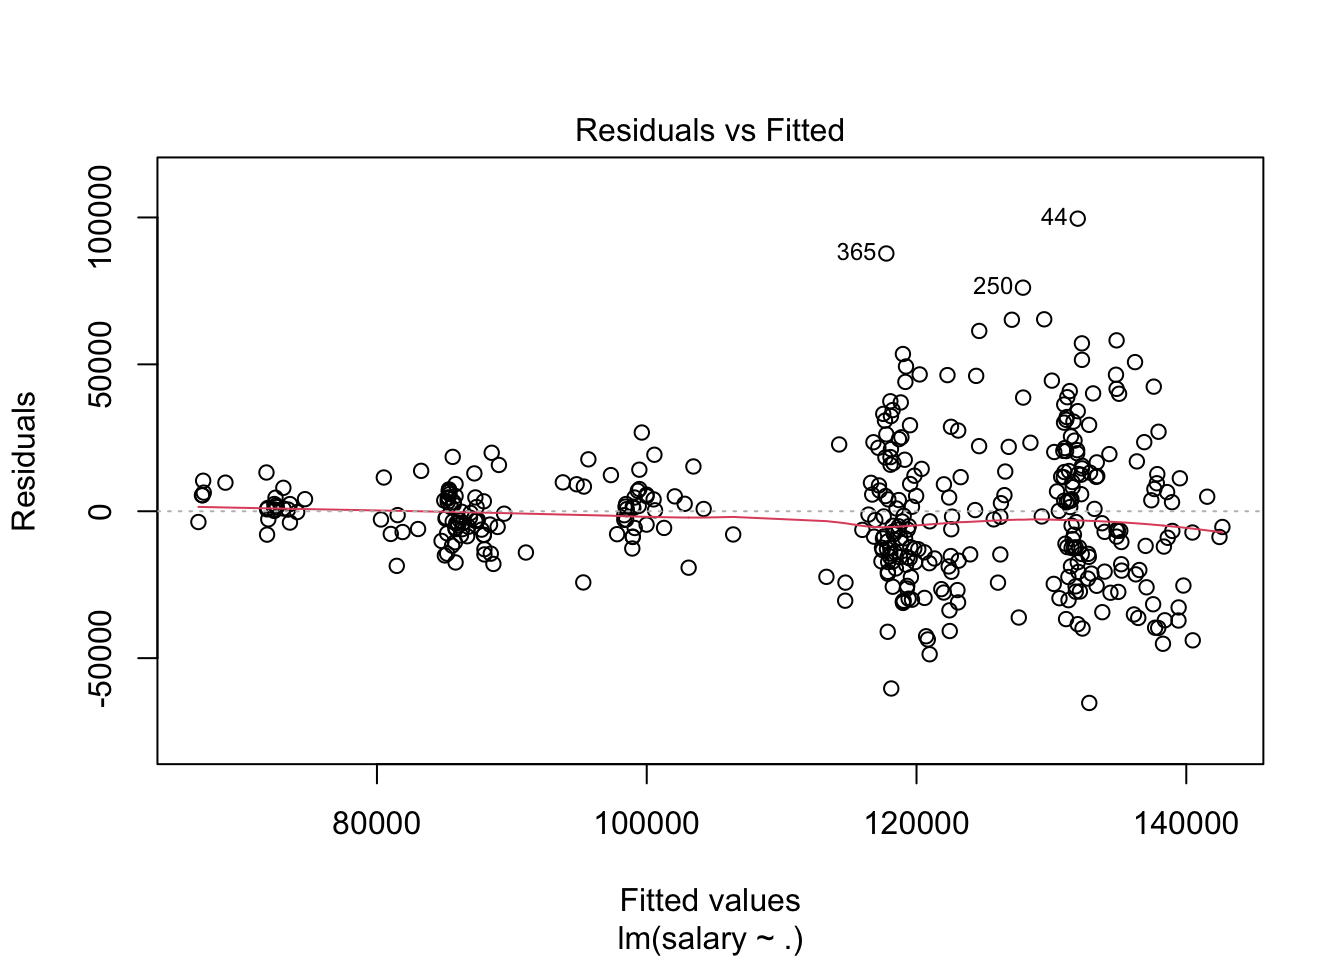 Residuals vs Fitted
100000
50000
0
-50000
Residuals
44
365
250
80000 100000 120000 140000
Fitted values
lm(salary ~ .)